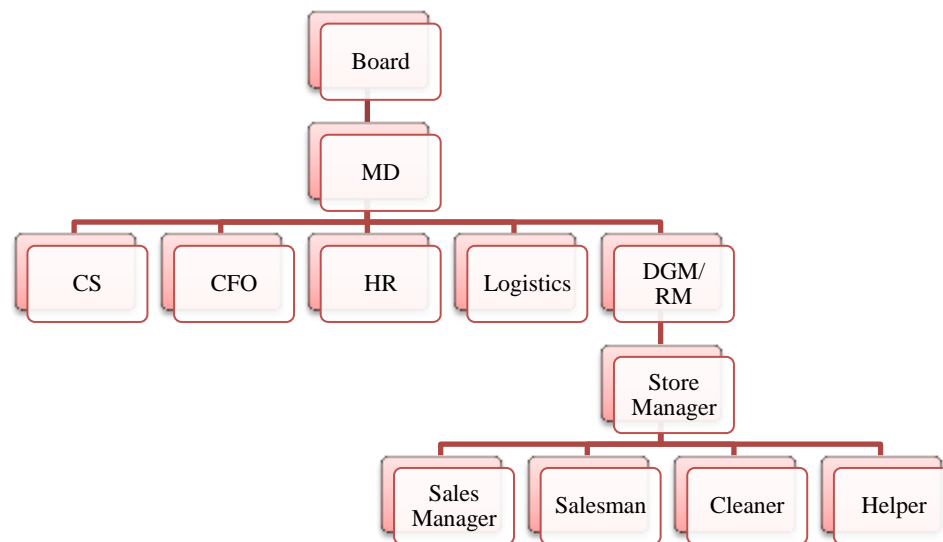 Board
MD
CS
CFO
HR
Logistics
DGM/
RM
Store
Manager
Sales
Manager
Salesman
Cleaner
Helper